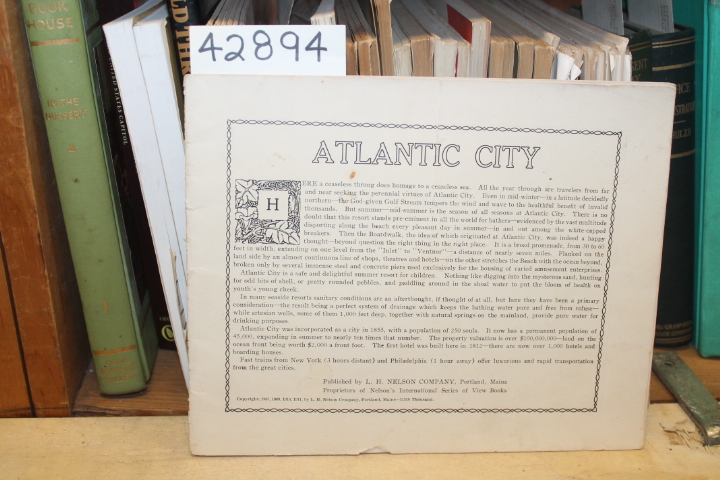 42894
BOOK
HOUSE
IN THE
NURSERY
UNITED STATES CAPITOL
ATLANTIC CITY
HERE a ceaseless throng does homage to a ceaseless sea. All the year through are travelers from far
and near seeking the perennial virtues of Atlantic City. Even in mid-winter—in a latitude decidedly
northern—the God-given Gulf Stream tempers the wind and wave to the healthful benefit of invalid
thousands. But summer—mid-summer is the season of all seasons at Atlantic City. There is no
doubt that this resort stands pre-eminent in all the world for bathers—evidenced by the vast multitude
disporting along the beach every pleasant day in summer—in and out among the white-capped
breakers. Then the Boardwalk, the idea of which originated at Atlantic City, was indeed a happy
thought—beyond question the right thing in the right place. It is a broad promenade, from 30 to 60
feet in width, extending on one level from the "Inlet" to "Ventnor"—a distance of nearly seven miles. Flanked on the
land side by an almost continuous line of shops, theatres and hotels—on the other stretches the Beach with the ocean beyond,
broken only by several immense steel and concrete piers used exclusively for the housing of varied amusement enterprises.
Atlantic City is a safe and delightful summer resort for children. Nothing like digging into the mysterious sand, hunting
for odd bits of shell, or pretty rounded pebbles, and paddling around in the shoal water to put the bloom of health on
youth's young cheek.
In many seaside resorts sanitary conditions are an afterthought, if thought of at all, but here they have been a primary
consideration—the result being a perfect system of drainage which keeps the bathing water pure and free from refuse—
while artesian wells, some of them 1,000 feet deep, together with natural springs on the mainland, provide pure water for
drinking purposes.
Atlantic City was incorporated as a city in 1855, with a population of 250 souls. It now has a permanent population of
45,000, expanding in summer to nearly ten times that number. The property valuation is over $100,000,000—land on the
ocean front being worth $2,000 a front foot. The first hotel was built here in 1812—there are now over 1,000 hotels and
boarding houses.
Fast trains from New York (3 hours distant) and Philadelphia (1 hour away) offer luxurious and rapid transportation
from the great cities.
Published by L. H. NELSON COMPANY, Portland, Maine
Proprietors of Nelson's International Series of View Books
by L. H. Nelson Company, Portland, Maine